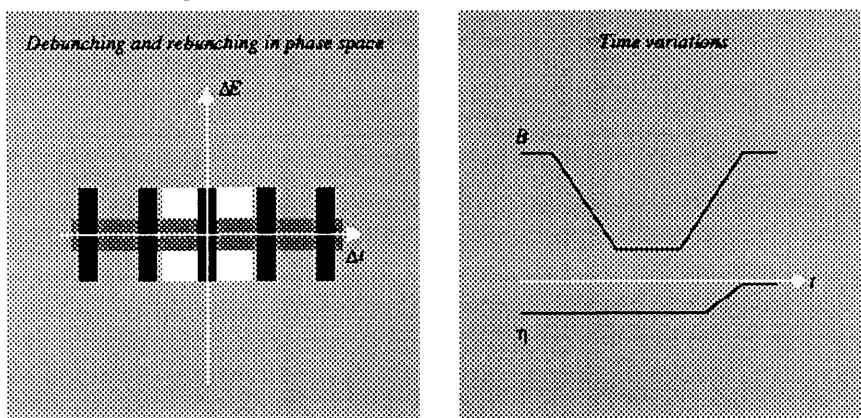 Debunching and rebunching in phase space
ΔE
Δt
Time variations
B
t
η